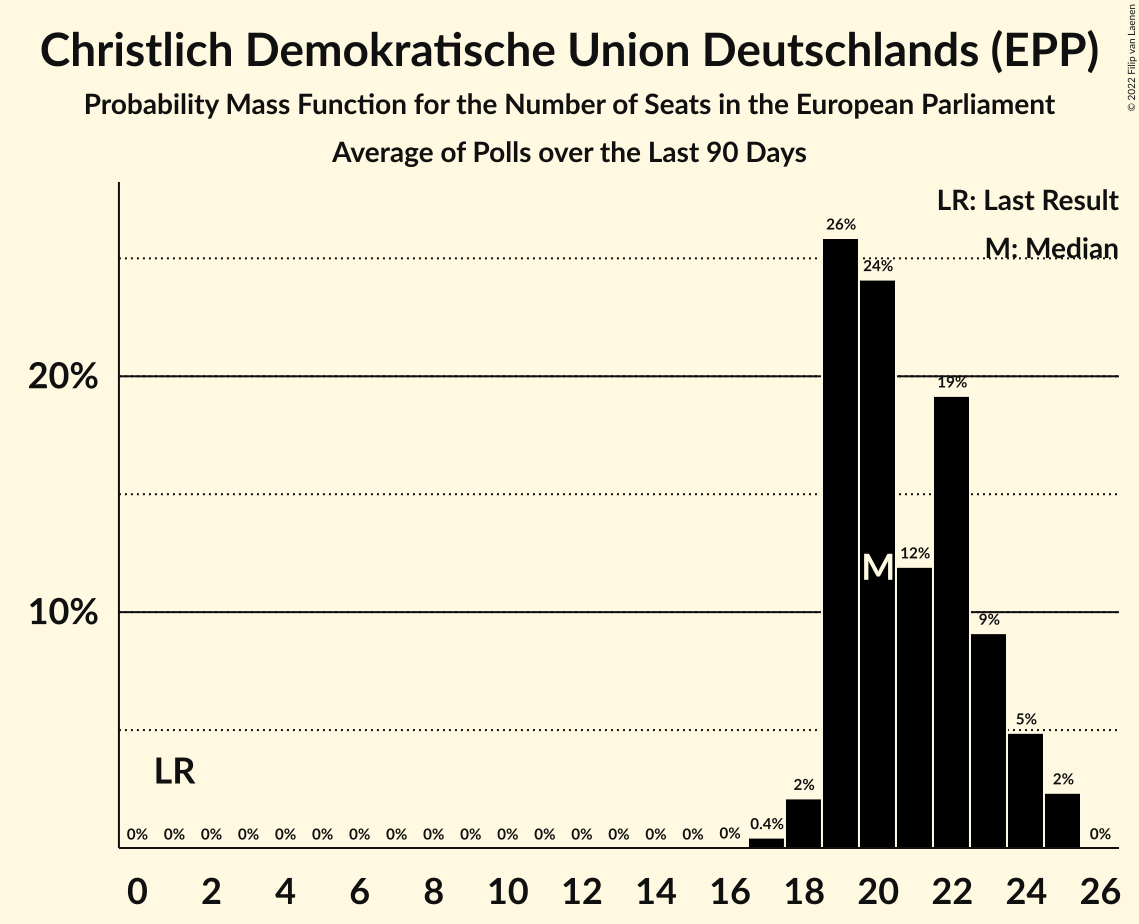 Christlich Demokratische Union Deutschlands (EPP)
Probability Mass Function for the Number of Seats in the European Parliament
Average of Polls over the Last 90 Days
© 2022 Filip van Laenen
LR: Last Result
M: Median
26%
24%
20%
19%
12%
M
10%
9%
5%
LR
2%
2%
0% 0% 0% 0% 0% 0% 0% 0% 0% 0% 0% 0% 0% 0% 0% 0% 0% 0.4% 0%
0 2 4 6 8 10 12 14 16 18 20 22 24 26